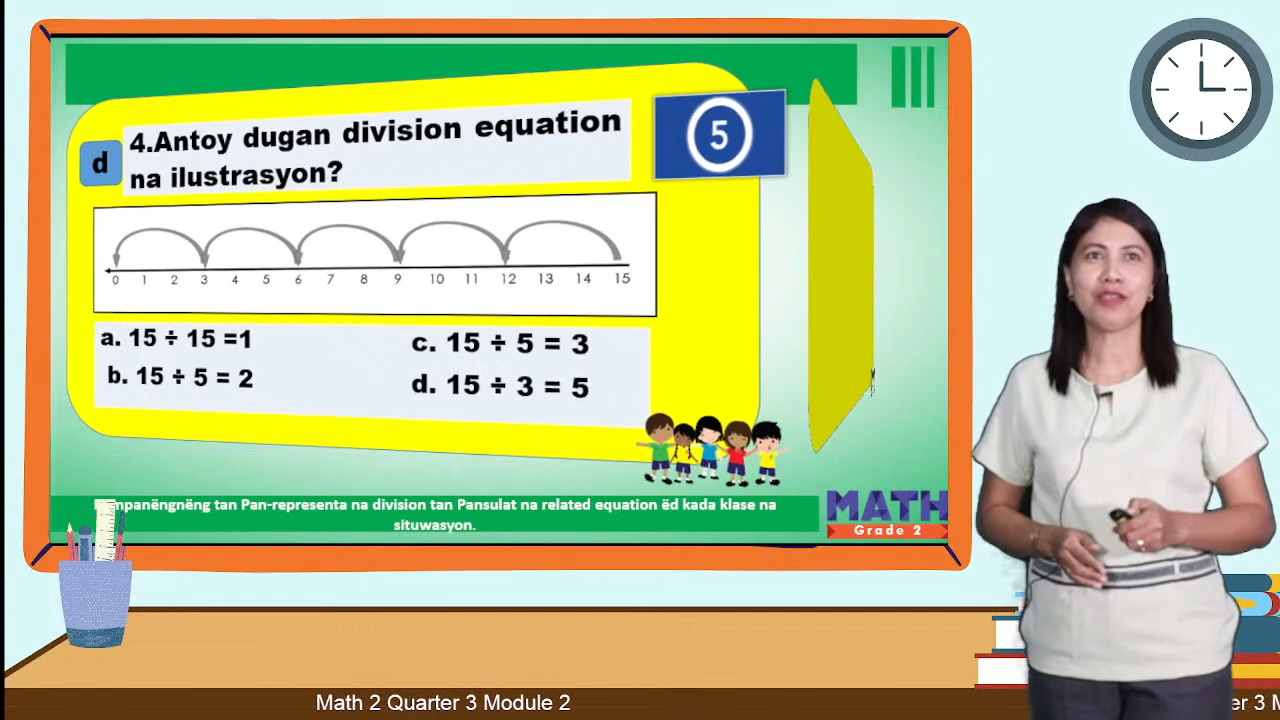 d
4.Antoy dugan division equation
na ilustrasyon?
5
0 1 2 3 4 5 6 7 8 9 10 11 12 13 14 15
a. 15 ÷ 15 =1
b. 15 ÷ 5 = 2
c. 15 ÷ 5 = 3
d. 15 ÷ 3 = 5
tan Pan-representa na division tan Pansulat na related equation ëd kada klase na
situwasyon.
MATH
Grade 2
Math 2 Quarter 3 Module 2